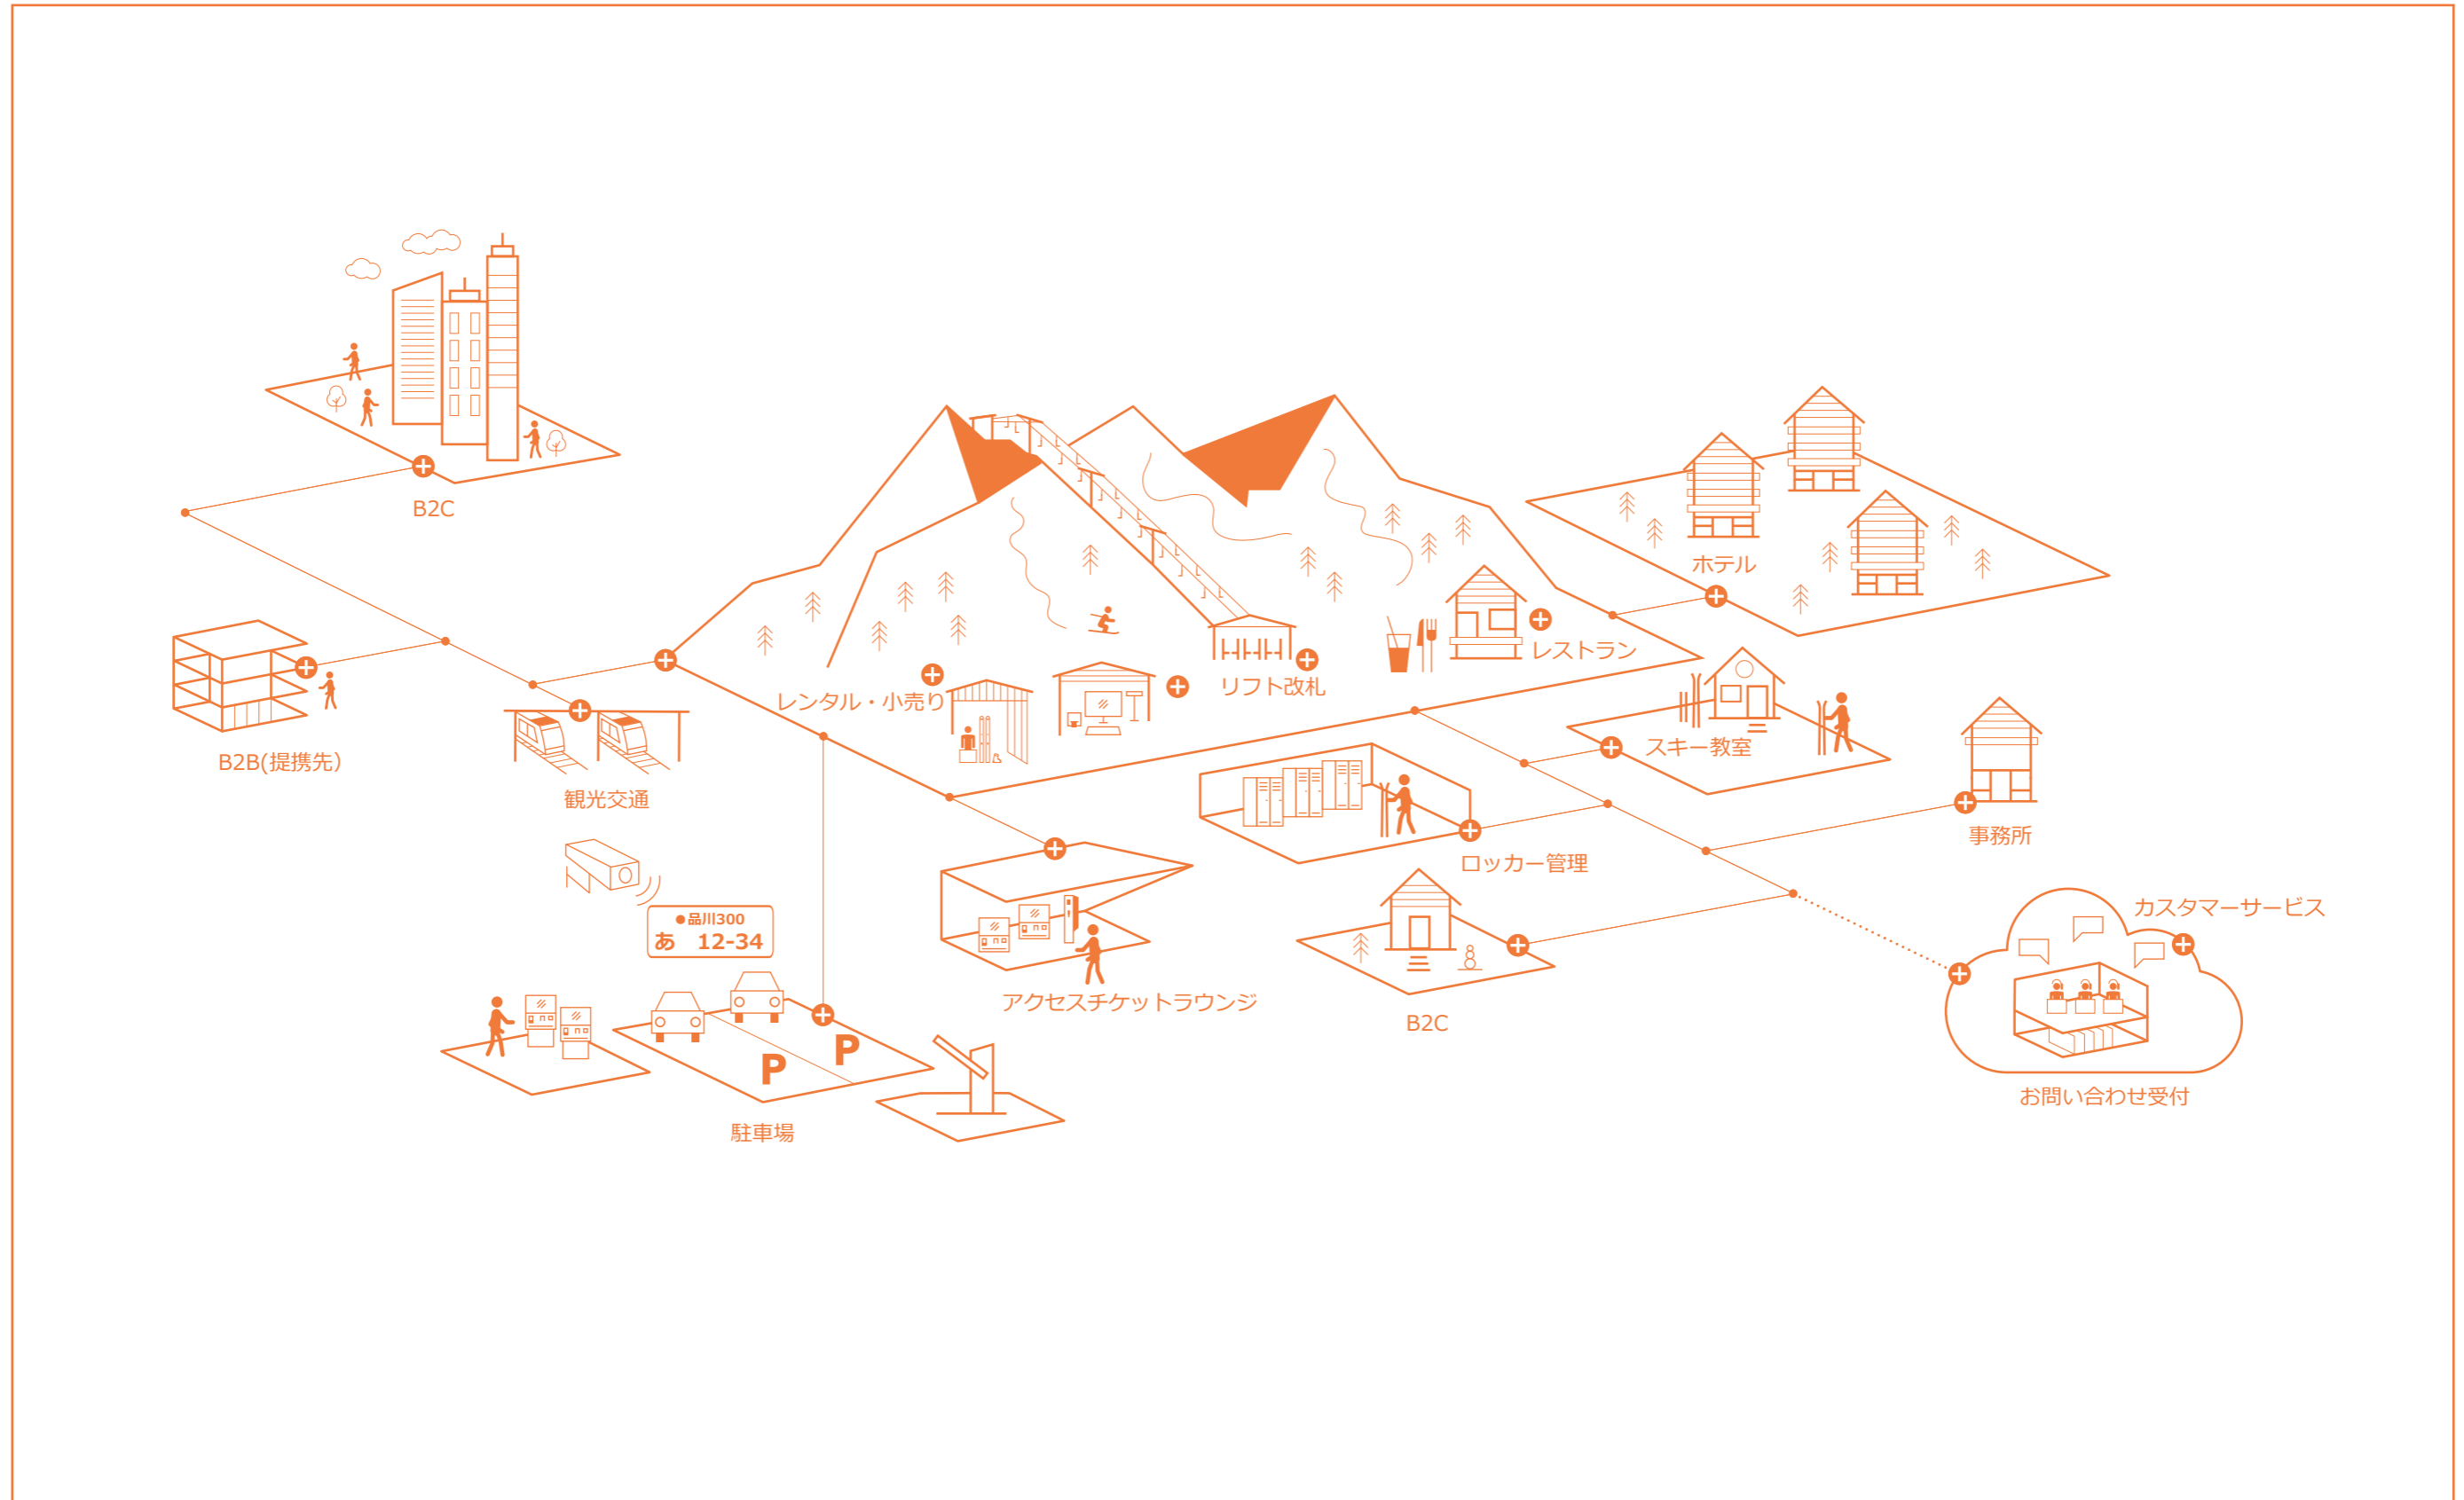 B2C
ホテル
レストラン
リフト改札
レンタル・小売り
スキー教室
B2B(提携先）
観光交通
事務所
ロッカー管理
カスタマーサービス
●品川300
あ 12-34
P
P
アクセスチケットラウンジ
B2C
お問い合わせ受付
駐車場